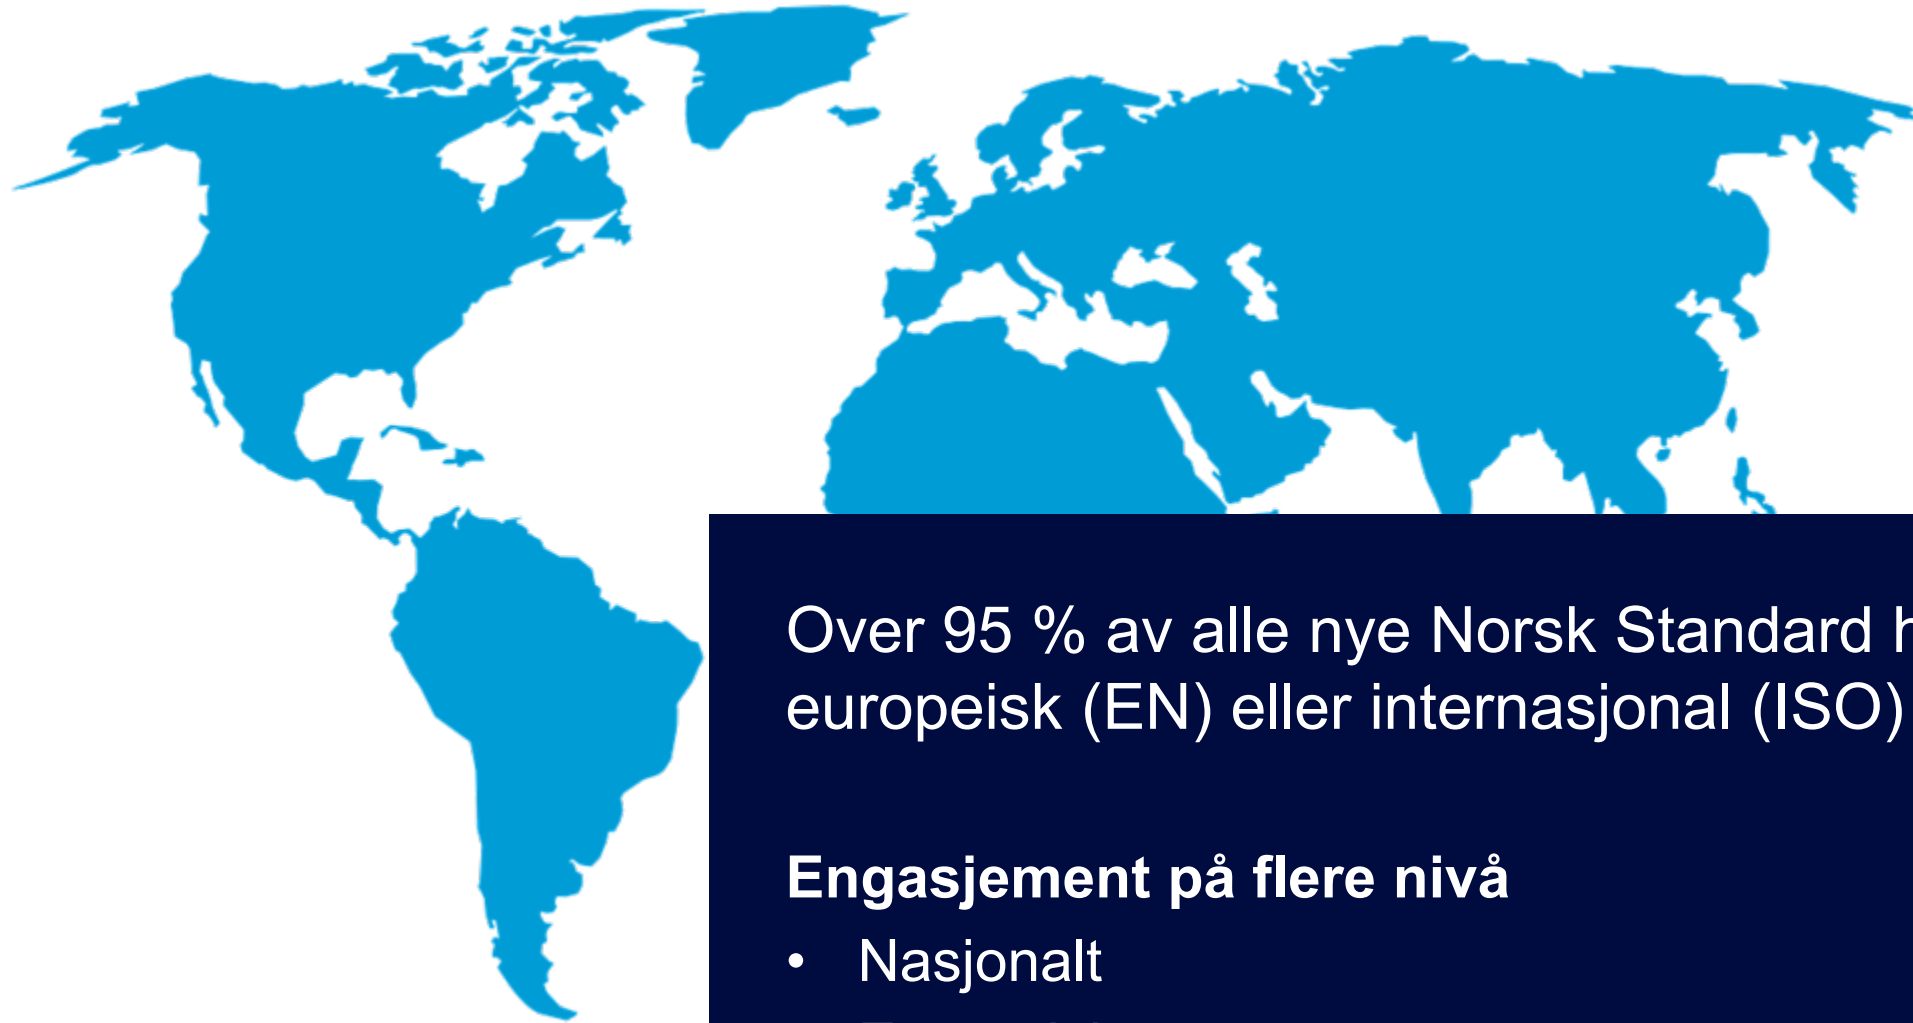 Over 95 % av alle nye Norsk Standard
europeisk (EN) eller internasjonal (ISO)
Engasjement på flere nivå
• Nasjonalt